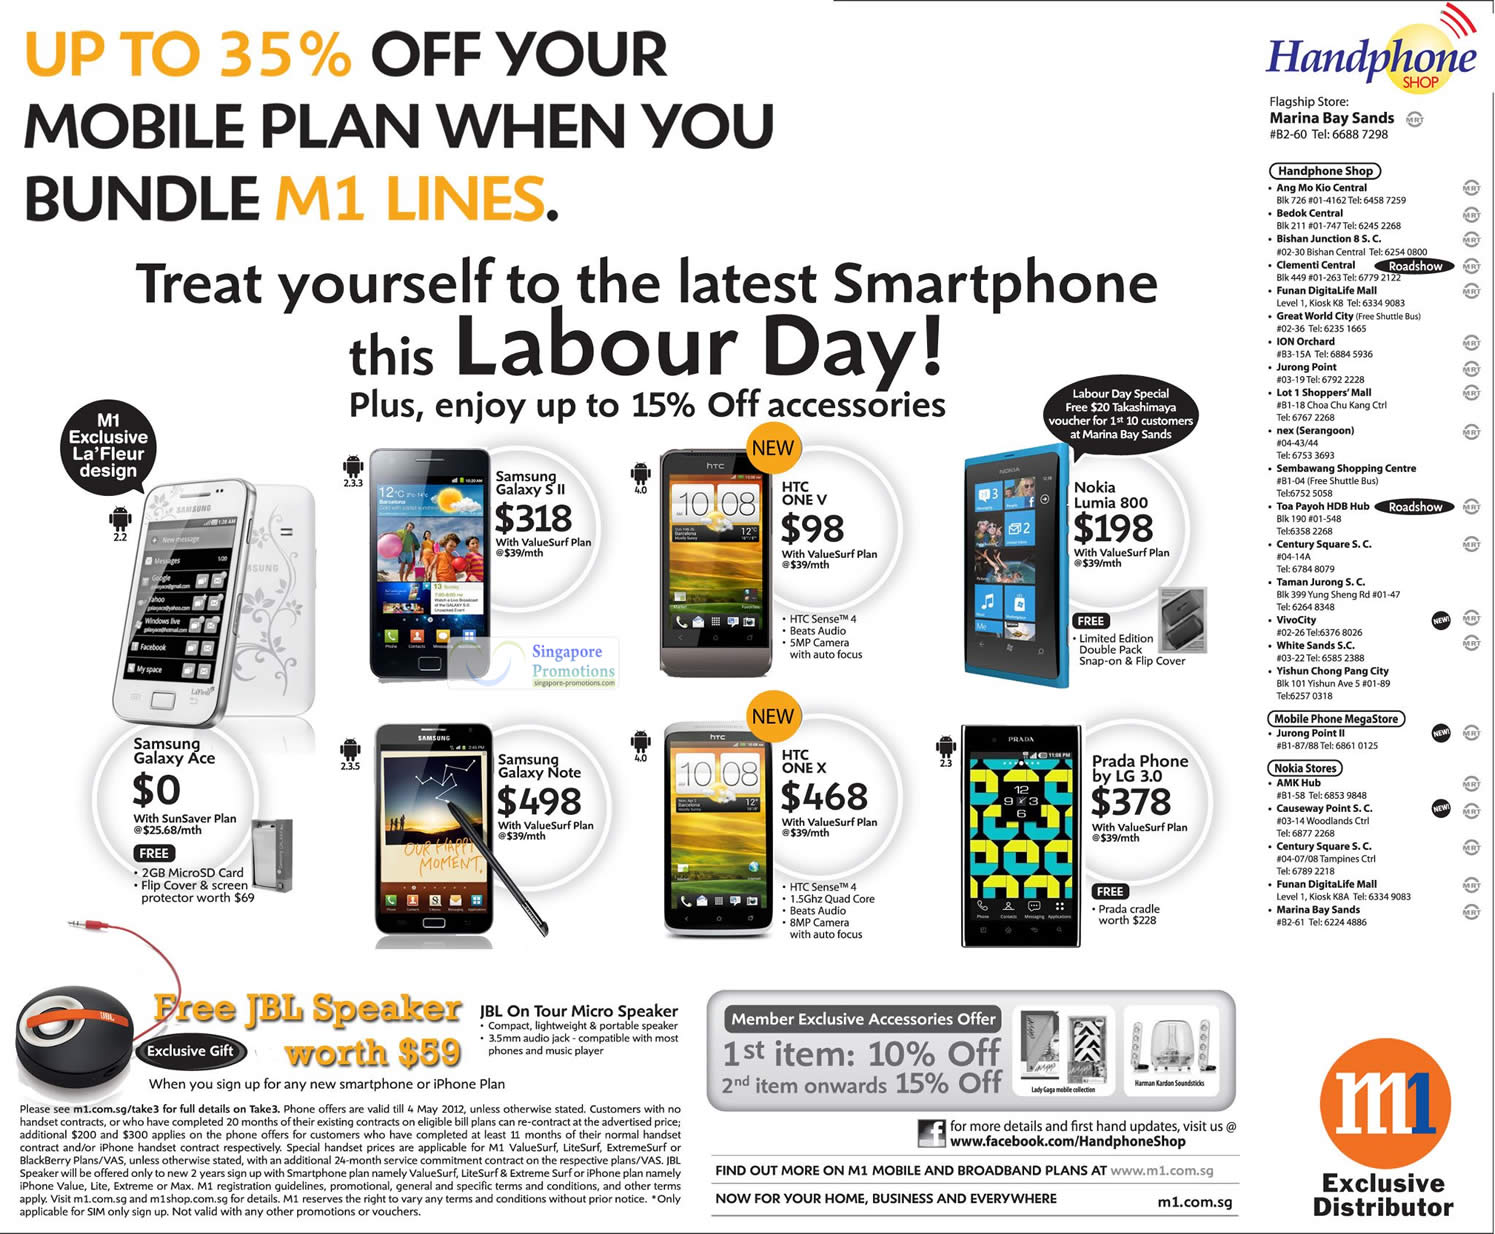 UP TO 35% OFF YOUR
MOBILE PLAN WHEN YOU
BUNDLE M1 LINES.
Treat yourself to the latest Smartphone
this Labour Day!
Plus, enjoy up to 15% Off accessories
M1
Exclusive
La'Fleur
design
2.2
Samsung
Galaxy Ace
$0
With SunSaver Plan
@$25.68/mth
FREE
• 2GB MicroSD Card
• Flip Cover & screen
protector worth $69
2.3.3
Samsung
Galaxy S II
$318
With ValueSurf Plan
@$39/mth
Singapore
Promotions
singapore-promotions.com
NEW
4.0
HTC
ONE V
$98
With ValueSurf Plan
@$39/mth
• HTC Sense™ 4
• Beats Audio
• 5MP Camera
with auto focus
Labour Day Special
Free $20 Takashimaya
voucher for 1st 10 customers
at Marina Bay Sands
Nokia
Lumia 800
$198
With ValueSurf Plan
@$39/mth
FREE
• Limited Edition
Double Pack
Snap-on & Flip Cover
2.3.5
Samsung
Galaxy Note
$498
With ValueSurf Plan
@$39/mth
NEW
4.0
HTC
ONE X
$468
With ValueSurf Plan
@$39/mth
• HTC Sense™ 4
• 1.5Ghz Quad Core
• Beats Audio
• 8MP Camera
with auto focus
2.3
Prada Phone
by LG 3.0
$378
With ValueSurf Plan
@$39/mth
FREE
• Prada cradle
worth $228
Free JBL Speaker
Exclusive Gift
worth $59
JBL On Tour Micro Speaker
• Compact, lightweight & portable speaker
• 3.5mm audio jack - compatible with most
phones and music player
When you sign up for any new smartphone or iPhone Plan
Please see m1.com.sg/take3 for full details on Take3. Phone offers are valid till 4 May 2012, unless otherwise stated. Customers with no
handset contracts, or who have completed 20 months of their existing contracts on eligible bill plans can re-contract at the advertised price;
additional $200 and $300 applies on the phone offers for customers who have completed at least 11 months of their normal handset
contract and/or iPhone handset contract respectively. Special handset prices are applicable for M1 ValueSurf, LiteSurf, ExtremeSurf or
BlackBerry Plans/VAS, unless otherwise stated, with an additional 24-month service commitment contract on the respective plans/VAS. JBL
Speaker will be offered only to new 2 years sign up with Smartphone plan namely ValueSurf, LiteSurf & Extreme Surf or iPhone plan namely
iPhone Value, Lite, Extreme or Max. M1 registration guidelines, promotional, general and specific terms and conditions, and other terms
apply. Visit m1.com.sg and m1shop.com.sg for details. M1 reserves the right to vary any terms and conditions without prior notice. *Only
applicable for SIM only sign up. Not valid with any other promotions or vouchers.
Member Exclusive Accessories Offer
1st item: 10% Off
2nd item onwards 15% Off
Lady Gaga mobile collection
Harman Kardon Soundsticks
for more details and first hand updates, visit us @
www.facebook.com/HandphoneShop
FIND OUT MORE ON M1 MOBILE AND BROADBAND PLANS AT www.m1.com.sg
NOW FOR YOUR HOME, BUSINESS AND EVERYWHERE
m1.com.sg
Handphone
SHOP
Flagship Store:
Marina Bay Sands MRT
#B2-60 Tel: 6688 7298
Handphone Shop
• Ang Mo Kio Central MRT
Blk 726 #01-4162 Tel: 6458 7259
• Bedok Central MRT
Blk 211 #01-747 Tel: 6245 2268
• Bishan Junction 8 S. C. MRT
#02-30 Bishan Central Tel: 6254 0800
• Clementi Central Roadshow MRT
Blk 449 #01-263 Tel: 6779 2122
• Funan DigitaLife Mall MRT
Level 1, Kiosk K8 Tel: 6334 9083
• Great World City (Free Shuttle Bus)
#02-36 Tel: 6235 1665
• ION Orchard MRT
#B3-15A Tel: 6884 5936
• Jurong Point MRT
#03-19 Tel: 6792 2228
• Lot 1 Shoppers' Mall MRT
#B1-18 Choa Chu Kang Ctrl
Tel: 6767 2268
• nex (Serangoon) MRT
#04-43/44
Tel: 6753 3693
• Sembawang Shopping Centre
#B1-04 (Free Shuttle Bus)
Tel:6752 5058
• Toa Payoh HDB Hub Roadshow MRT
Blk 190 #01-548
Tel:6358 2268
• Century Square S. C. MRT
#04-14A
Tel: 6784 8079
• Taman Jurong S. C.
Blk 399 Yung Sheng Rd #01-47
Tel: 6264 8348
• VivoCity NEW! MRT
#02-26 Tel:6376 8026
• White Sands S.C. MRT
#03-22 Tel: 6585 2388
• Yishun Chong Pang City
Blk 101 Yishun Ave 5 #01-89
Tel:6257 0318
Mobile Phone MegaStore
• Jurong Point II NEW! MRT
#B1-87/88 Tel: 6861 0125
Nokia Stores
• AMK Hub MRT
#B1-58 Tel: 6853 9848
• Causeway Point S. C. NEW! MRT
#03-14 Woodlands Ctrl
Tel: 6877 2268
• Century Square S. C. MRT
#04-07/08 Tampines Ctrl
Tel: 6789 2218
• Funan DigitaLife Mall MRT
Level 1, Kiosk K8A Tel: 6334 9083
• Marina Bay Sands MRT
#B2-61 Tel: 6224 4886
m1
Exclusive
Distributor